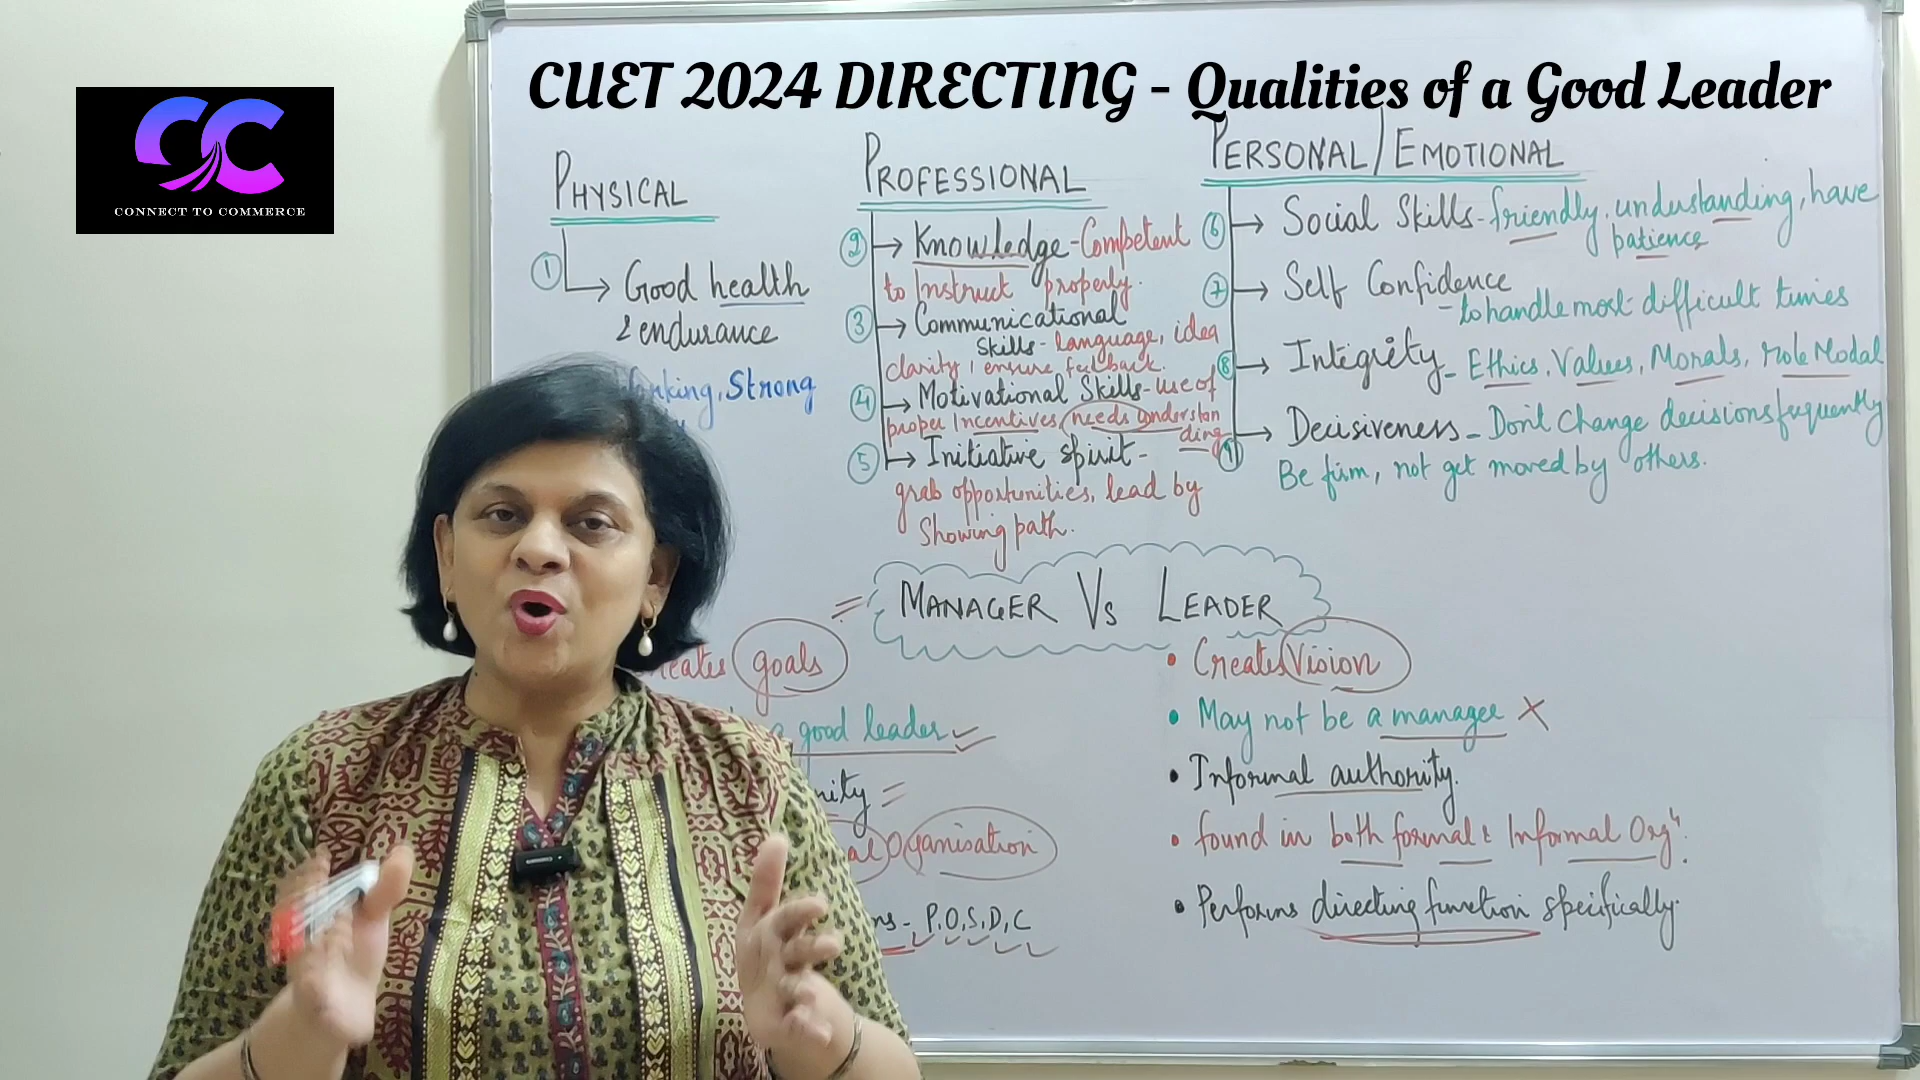 CUET 2024 DIRECTING - Qualities of a Good Leader
CC
CONNECT TO COMMERCE
PHYSICAL
① Good health
& endurance
Strong
PROFESSIONAL
② Knowledge - Competent
to Instruct properly.
③ Communicational
Skills - language, idea
clarity, ensure
④ Motivational Skills - use of
proper Incentives, needs understan
ding
⑤ Initiative spirit -
grab opportunities, lead by
Showing path.
PERSONAL/EMOTIONAL
⑥ Social Skills - friendly, understanding, have
patience
⑦ Self Confidence
- to handle most difficult times
⑧ Integrity - Ethics, Values, Morals, role Modal
⑨ Decisiveness - Don't Change decisions frequently
Be firm, not get moved by others.
= MANAGER Vs LEADER
goals
a good leader
Organisation
P, O, S, D, C
• Creates Vision
• May not be a manager ×
• Informal authority.
• found in both formal & Informal Orgⁿ.
• Performs directing function specifically.